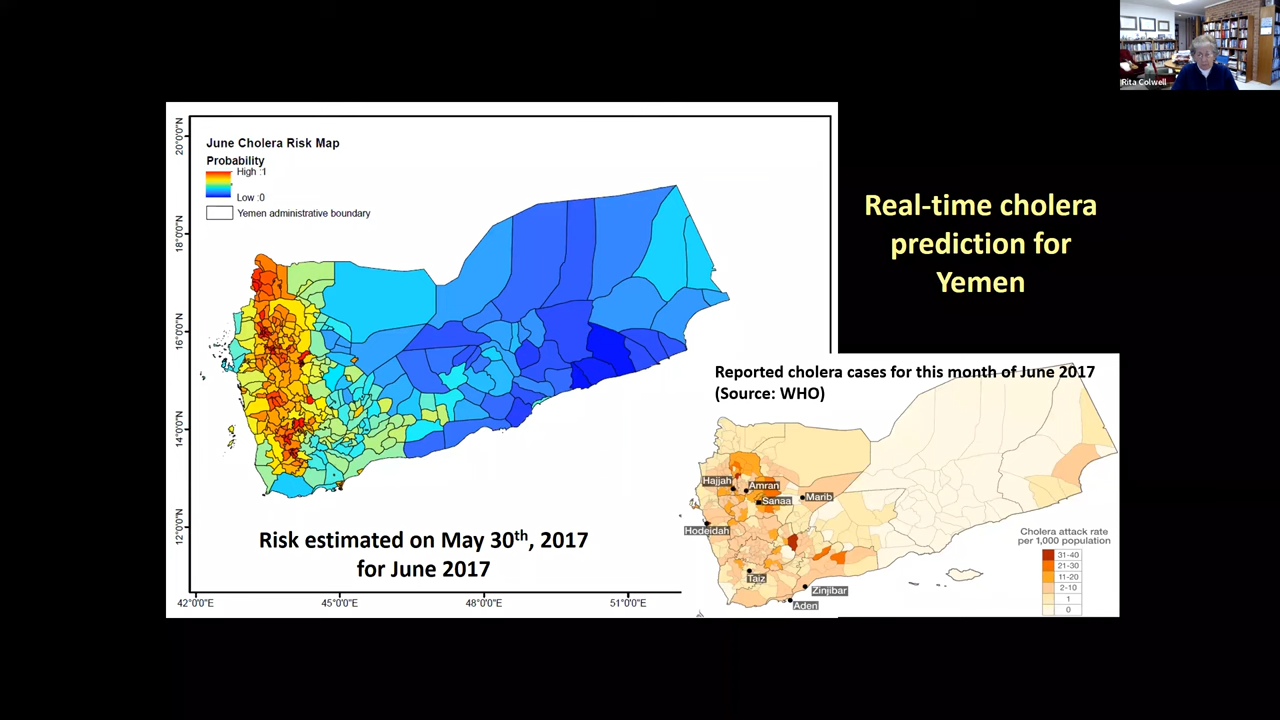 Rita Colwell
June Cholera Risk Map
Probability
High :1
Low :0
Yemen administrative boundary
20°0'0"N
18°0'0"N
16°0'0"N
14°0'0"N
12°0'0"N
42°0'0"E
45°0'0"E
48°0'0"E
51°0'0"E
Risk estimated on May 30th, 2017
for June 2017
Real-time cholera
prediction for
Yemen
Reported cholera cases for this month of June 2017
(Source: WHO)
Hajjah
Amran
Sanaa
Marib
Hodeidah
Taiz
Zinjibar
Aden
Cholera attack rate
per 1,000 population
31-40
21-30
11-20
2-10
1
0